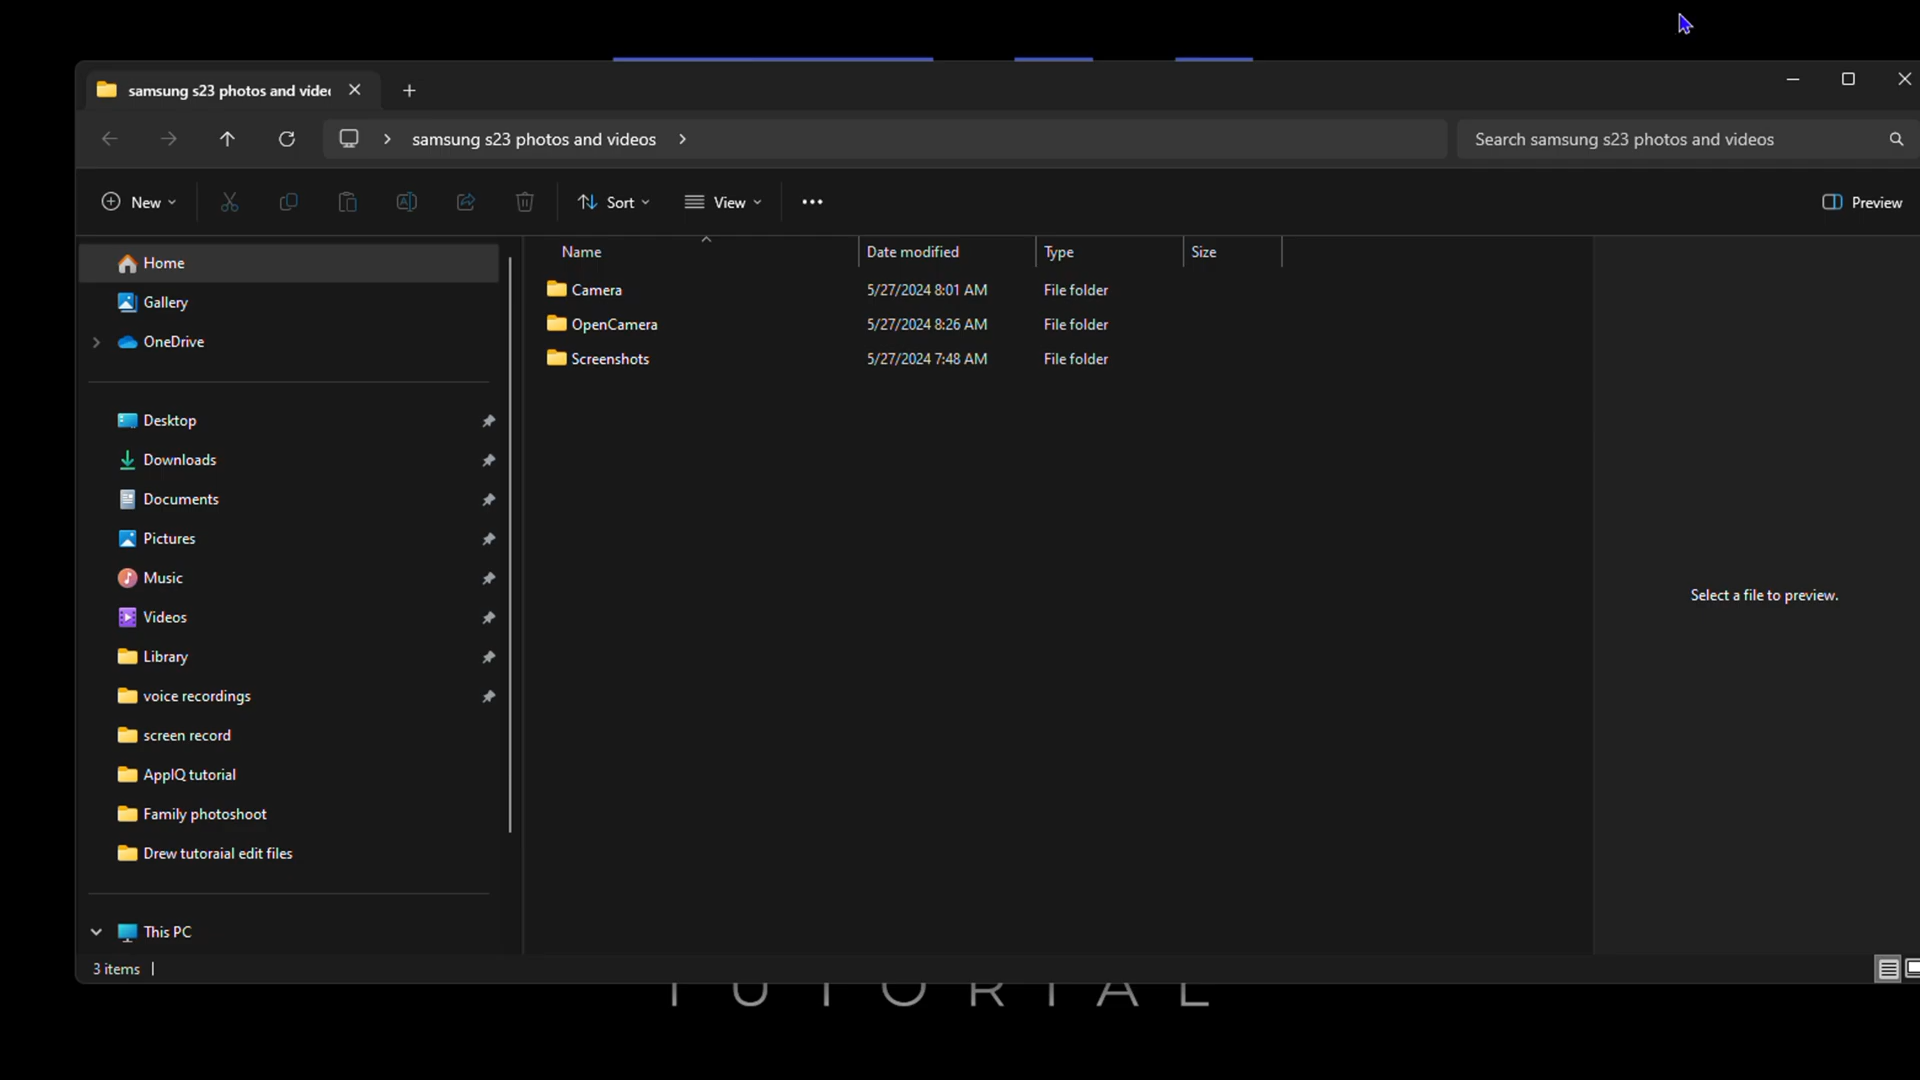 samsung s23 photos and vide
samsung s23 photos and videos
Search samsung s23 photos and videos
New
Sort
View
Preview
Home
Gallery
OneDrive
Desktop
Downloads
Documents
Pictures
Music
Videos
Library
voice recordings
screen record
AppIQ tutorial
Family photoshoot
Drew tutoraial edit files
This PC
Name Date modified Type Size
Camera 5/27/2024 8:01 AM File folder
OpenCamera 5/27/2024 8:26 AM File folder
Screenshots 5/27/2024 7:48 AM File folder
Select a file to preview.
3 items
TUTORIAL